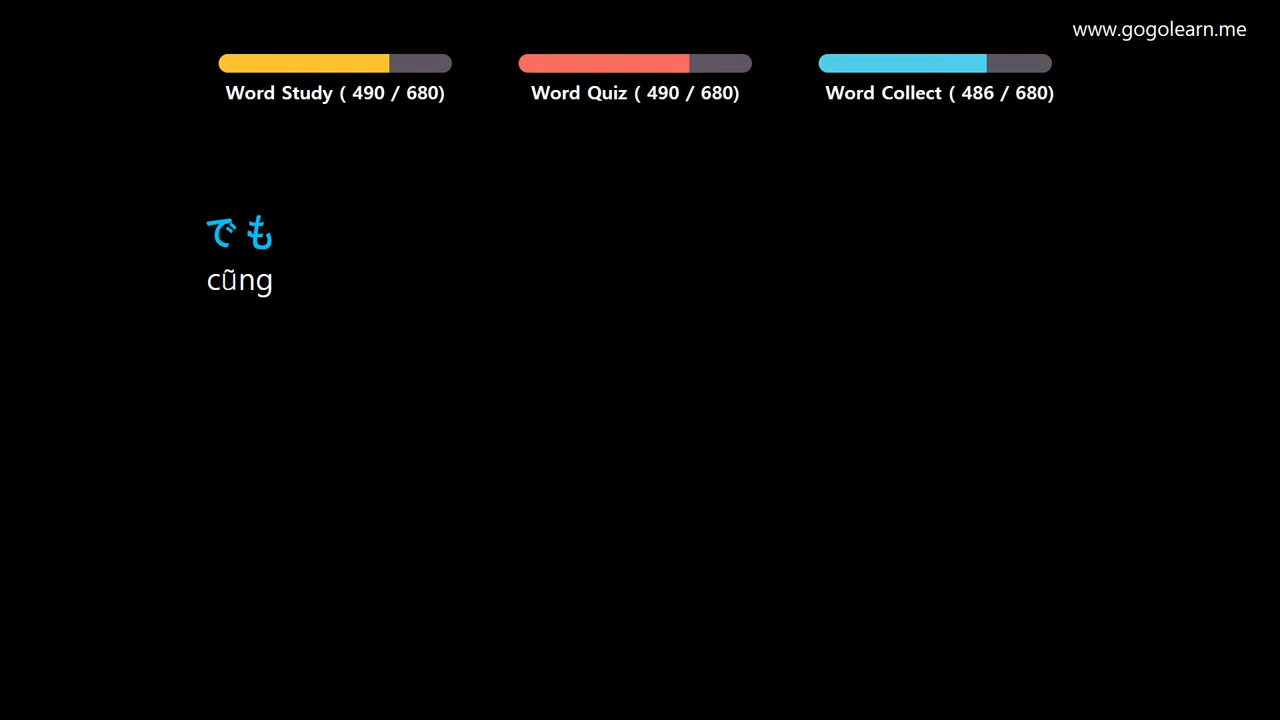 www.gogolearn.me
Word Study ( 490 / 680)
Word Quiz ( 490 / 680)
Word Collect ( 486 / 680)
でも
cũng